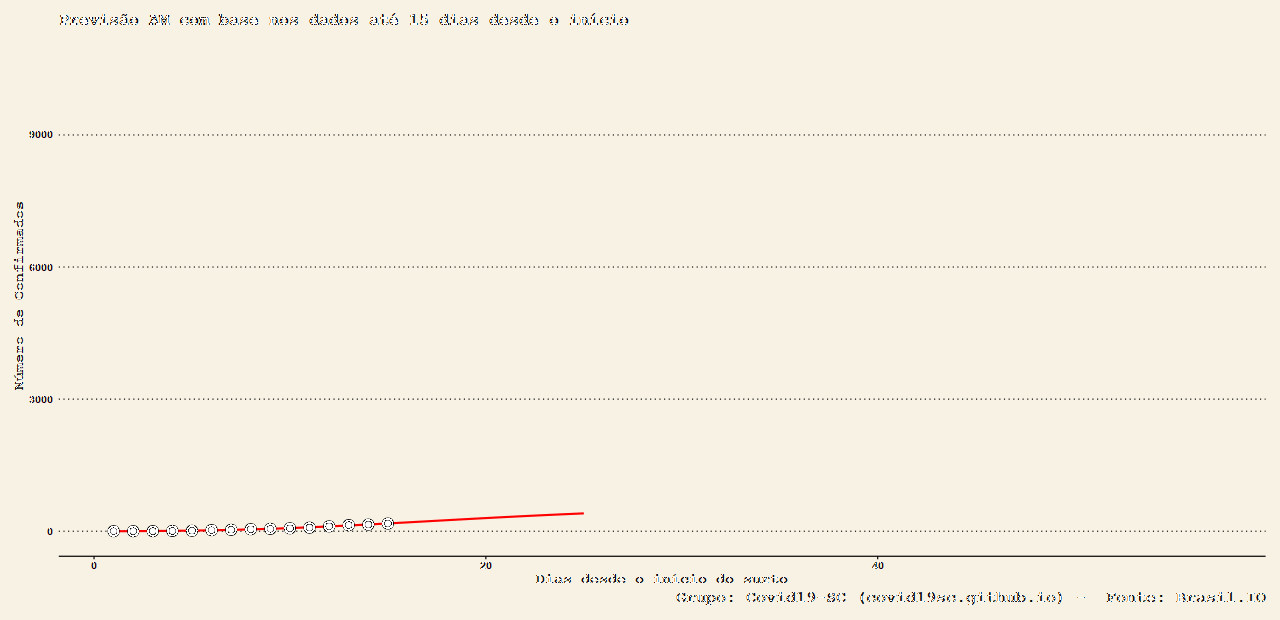 Previsão AM com base nos dados até 15 dias desde o início
Número de Confirmados
9000
6000
3000
0
0 20 40
Dias desde o início do surto
Grupo: Covid19-SC (covid19sc.github.io) -- Fonte: Brasil.IO